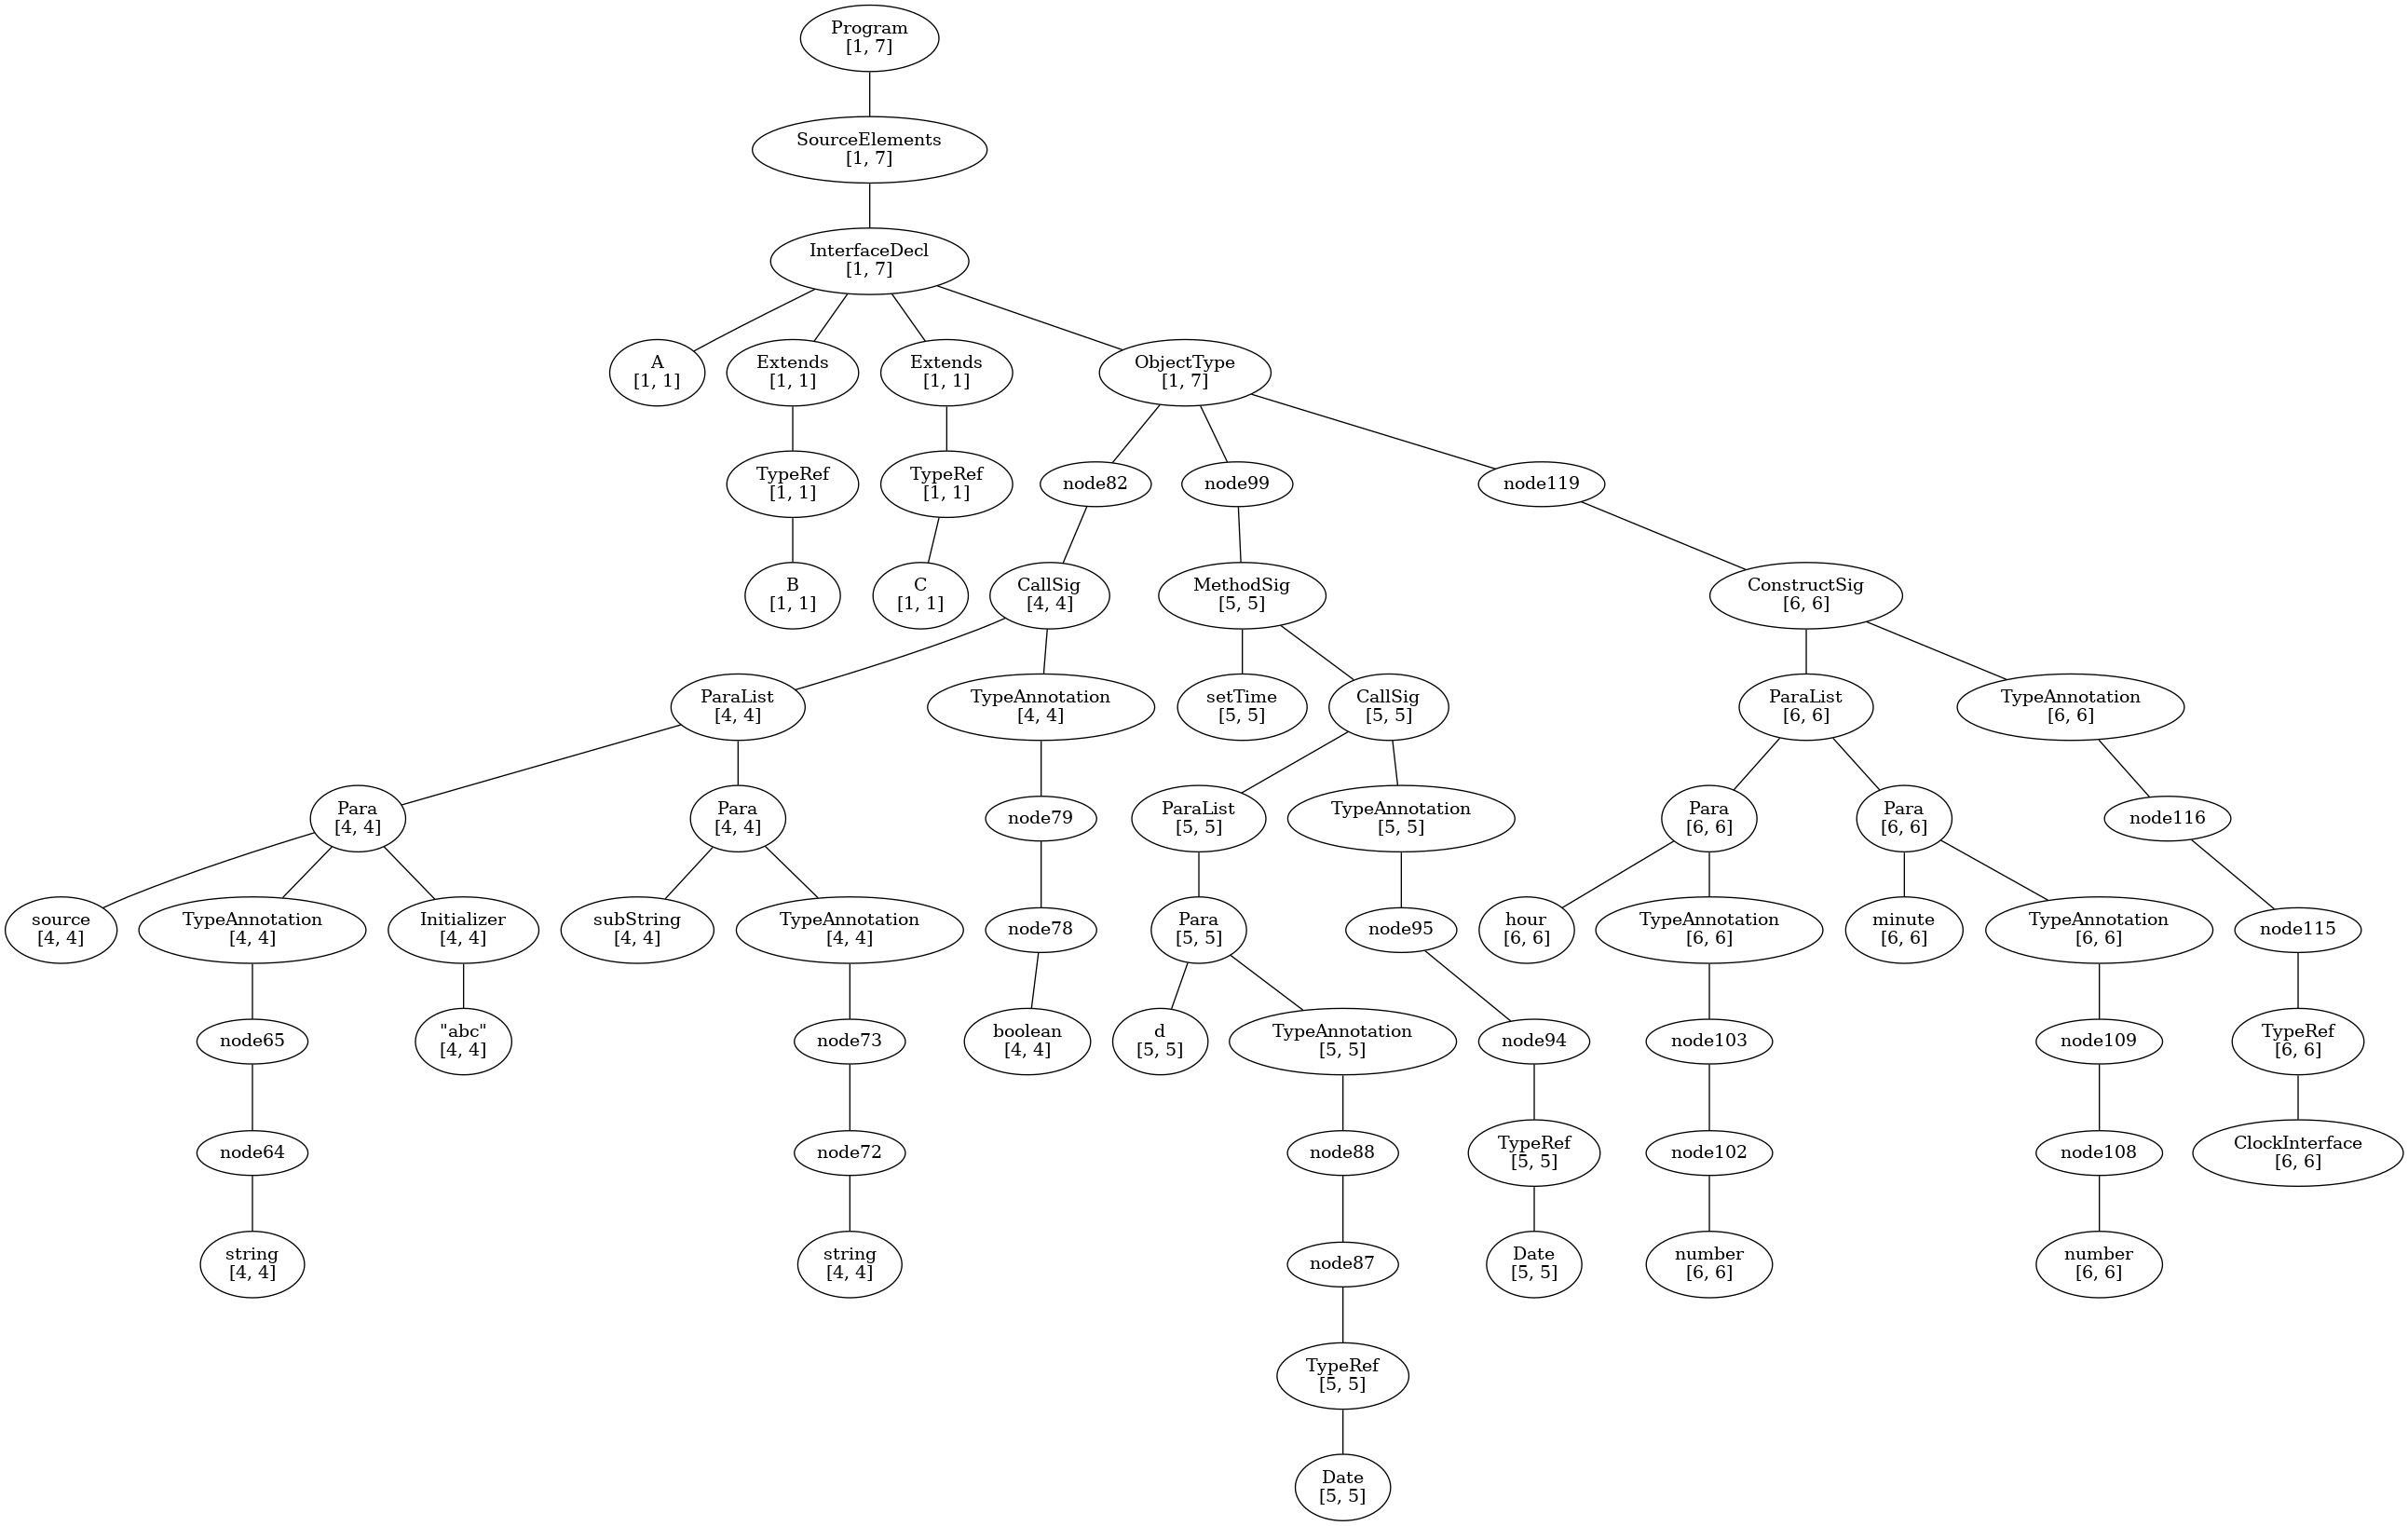 Program
[1, 7]
SourceElements
[1, 7]
InterfaceDecl
[1, 7]
A
[1, 1]
Extends
[1, 1]
Extends
[1, 1]
ObjectType
[1, 7]
TypeRef
[1, 1]
TypeRef
[1, 1]
node82
node99
node119
B
[1, 1]
C
[1, 1]
CallSig
[4, 4]
MethodSig
[5, 5]
ConstructSig
[6, 6]
ParaList
[4, 4]
TypeAnnotation
[4, 4]
setTime
[5, 5]
CallSig
[5, 5]
ParaList
[6, 6]
TypeAnnotation
[6, 6]
Para
[4, 4]
Para
[4, 4]
node79
ParaList
[5, 5]
TypeAnnotation
[5, 5]
Para
[6, 6]
Para
[6, 6]
node116
source
[4, 4]
TypeAnnotation
[4, 4]
Initializer
[4, 4]
subString
[4, 4]
TypeAnnotation
[4, 4]
node78
Para
[5, 5]
node95
hour
[6, 6]
TypeAnnotation
[6, 6]
minute
[6, 6]
TypeAnnotation
[6, 6]
node115
node65
"abc"
[4, 4]
node73
boolean
[4, 4]
d
[5, 5]
TypeAnnotation
[5, 5]
node94
node103
node109
TypeRef
[6, 6]
node64
node72
node88
TypeRef
[5, 5]
node102
node108
ClockInterface
[6, 6]
string
[4, 4]
string
[4, 4]
node87
Date
[5, 5]
number
[6, 6]
number
[6, 6]
TypeRef
[5, 5]
Date
[5, 5]